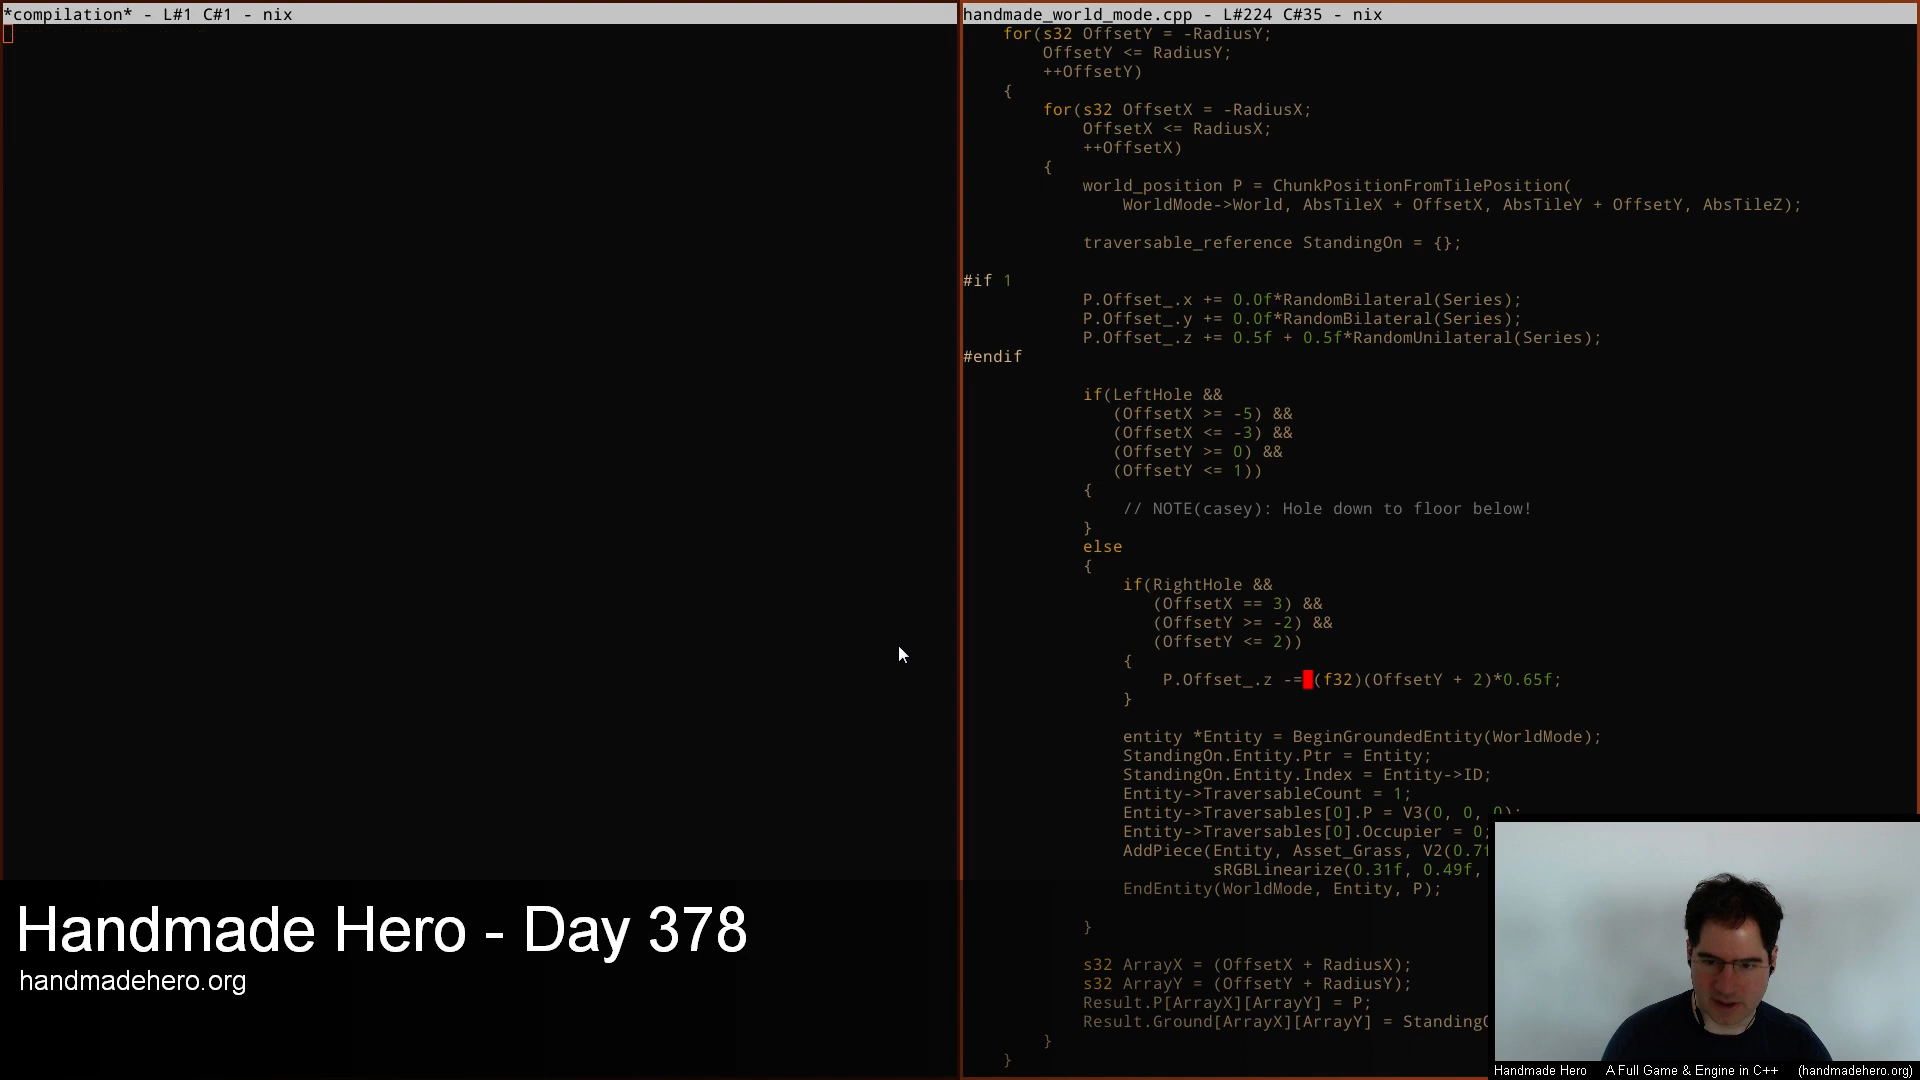 *compilation* - L#1 C#1 - nix
handmade_world_mode.cpp - L#224 C#35 - nix
for(s32 OffsetY = -RadiusY;
OffsetY <= RadiusY;
++OffsetY)
{
for(s32 OffsetX = -RadiusX;
OffsetX <= RadiusX;
++OffsetX)
{
world_position P = ChunkPositionFromTilePosition(
WorldMode->World, AbsTileX + OffsetX, AbsTileY + OffsetY, AbsTileZ);
traversable_reference StandingOn = {};
#if 1
P.Offset_.x += 0.0f*RandomBilateral(Series);
P.Offset_.y += 0.0f*RandomBilateral(Series);
P.Offset_.z += 0.5f + 0.5f*RandomUnilateral(Series);
#endif
if(LeftHole &&
(OffsetX >= -5) &&
(OffsetX <= -3) &&
(OffsetY >= 0) &&
(OffsetY <= 1))
{
// NOTE(casey): Hole down to floor below!
}
else
{
if(RightHole &&
(OffsetX == 3) &&
(OffsetY >= -2) &&
(OffsetY <= 2))
{
P.Offset_.z -= (f32)(OffsetY + 2)*0.65f;
}
entity *Entity = BeginGroundedEntity(WorldMode);
StandingOn.Entity.Ptr = Entity;
StandingOn.Entity.Index = Entity->ID;
Entity->TraversableCount = 1;
Entity->Traversables[0].P = V3(0, 0, 0);
Entity->Traversables[0].Occupier = 0;
AddPiece(Entity, Asset_Grass, V2(0.7f
sRGBLinearize(0.31f, 0.49f,
EndEntity(WorldMode, Entity, P);
}
s32 ArrayX = (OffsetX + RadiusX);
s32 ArrayY = (OffsetY + RadiusY);
Result.P[ArrayX][ArrayY] = P;
Result.Ground[ArrayX][ArrayY] = StandingO
}
}
Handmade Hero - Day 378
handmadehero.org
Handmade Hero A Full Game & Engine in C++ (handmadehero.org)